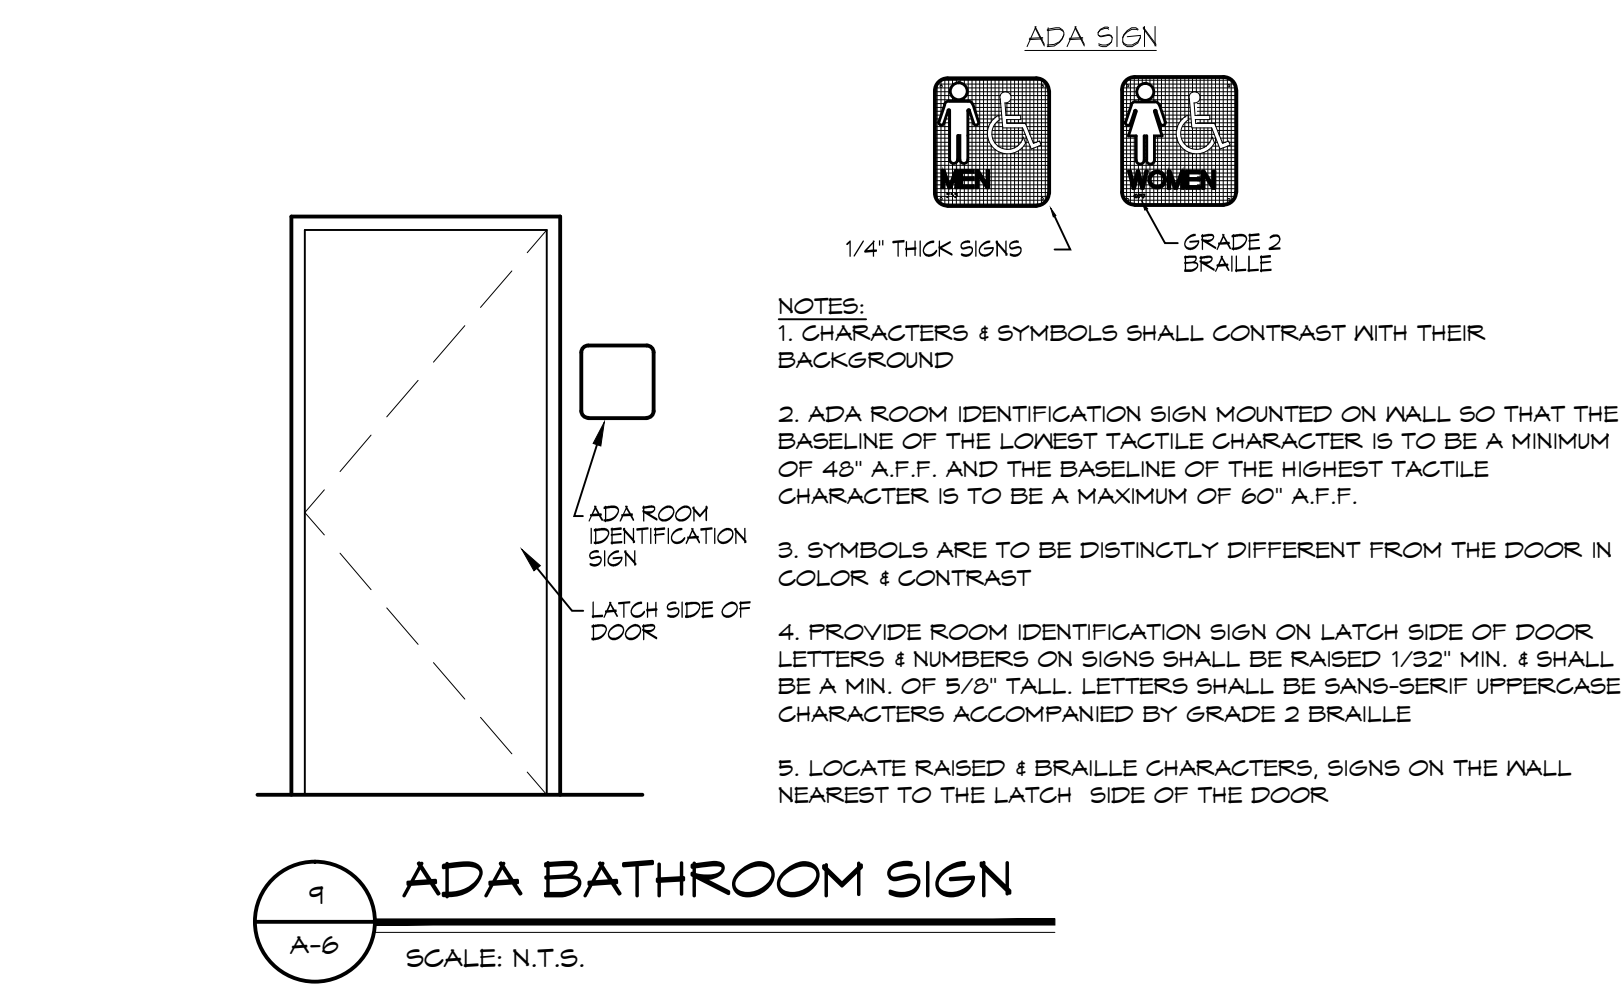 ADA SIGN
MEN
WOMEN
1/4" THICK SIGNS
GRADE 2
BRAILLE
NOTES:
1. CHARACTERS & SYMBOLS SHALL CONTRAST WITH THEIR
BACKGROUND
2. ADA ROOM IDENTIFICATION SIGN MOUNTED ON WALL SO THAT THE
BASELINE OF THE LOWEST TACTILE CHARACTER IS TO BE A MINIMUM
OF 48" A.F.F. AND THE BASELINE OF THE HIGHEST TACTILE
CHARACTER IS TO BE A MAXIMUM OF 60" A.F.F.
3. SYMBOLS ARE TO BE DISTINCTLY DIFFERENT FROM THE DOOR IN
COLOR & CONTRAST
4. PROVIDE ROOM IDENTIFICATION SIGN ON LATCH SIDE OF DOOR
LETTERS & NUMBERS ON SIGNS SHALL BE RAISED 1/32" MIN. & SHALL
BE A MIN. OF 5/8" TALL. LETTERS SHALL BE SANS-SERIF UPPERCASE
CHARACTERS ACCOMPANIED BY GRADE 2 BRAILLE
5. LOCATE RAISED & BRAILLE CHARACTERS, SIGNS ON THE WALL
NEAREST TO THE LATCH SIDE OF THE DOOR
ADA ROOM
IDENTIFICATION
SIGN
LATCH SIDE OF
DOOR
9
A-6
ADA BATHROOM SIGN
SCALE: N.T.S.